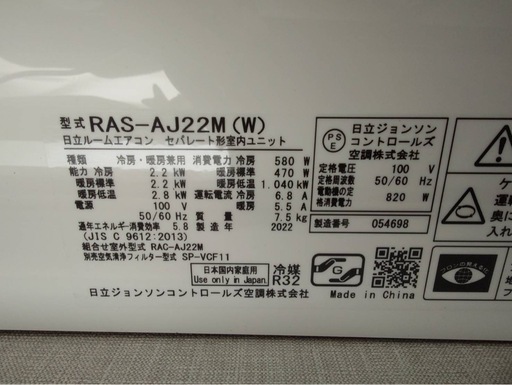 型式 RAS-AJ22M (W)
日立ルームエアコン セパレート形室内ユニット
種類 冷房・暖房兼用 消費電力 冷房 580 W
能力 冷房 2.2 kW 暖房標準 470 W
暖房標準 2.2 kW 暖房低温 1,040 kW
暖房低温 2.8 kW 運転電流 冷房 6.8 A
電源 100 V 暖房標準 5.5 A
50/60 Hz 質量 7.5 kg
通年エネルギー消費効率 5.8 製造年 2022
(JIS C 9612:2013)
組合せ室外型式 RAC-AJ22M
別売空気清浄フィルター型式 SP-VCF11
日本国内家庭用
Use only in Japan
冷媒
R32
日立ジョンソンコントロールズ空調株式会社
PS
E
日立ジョンソン
コントロールズ
空調株式会社
定格電圧 100 V
定格周波数 50/60 Hz
電動機の定格消費電力 820 W
製造番号 054698
G
Made in China